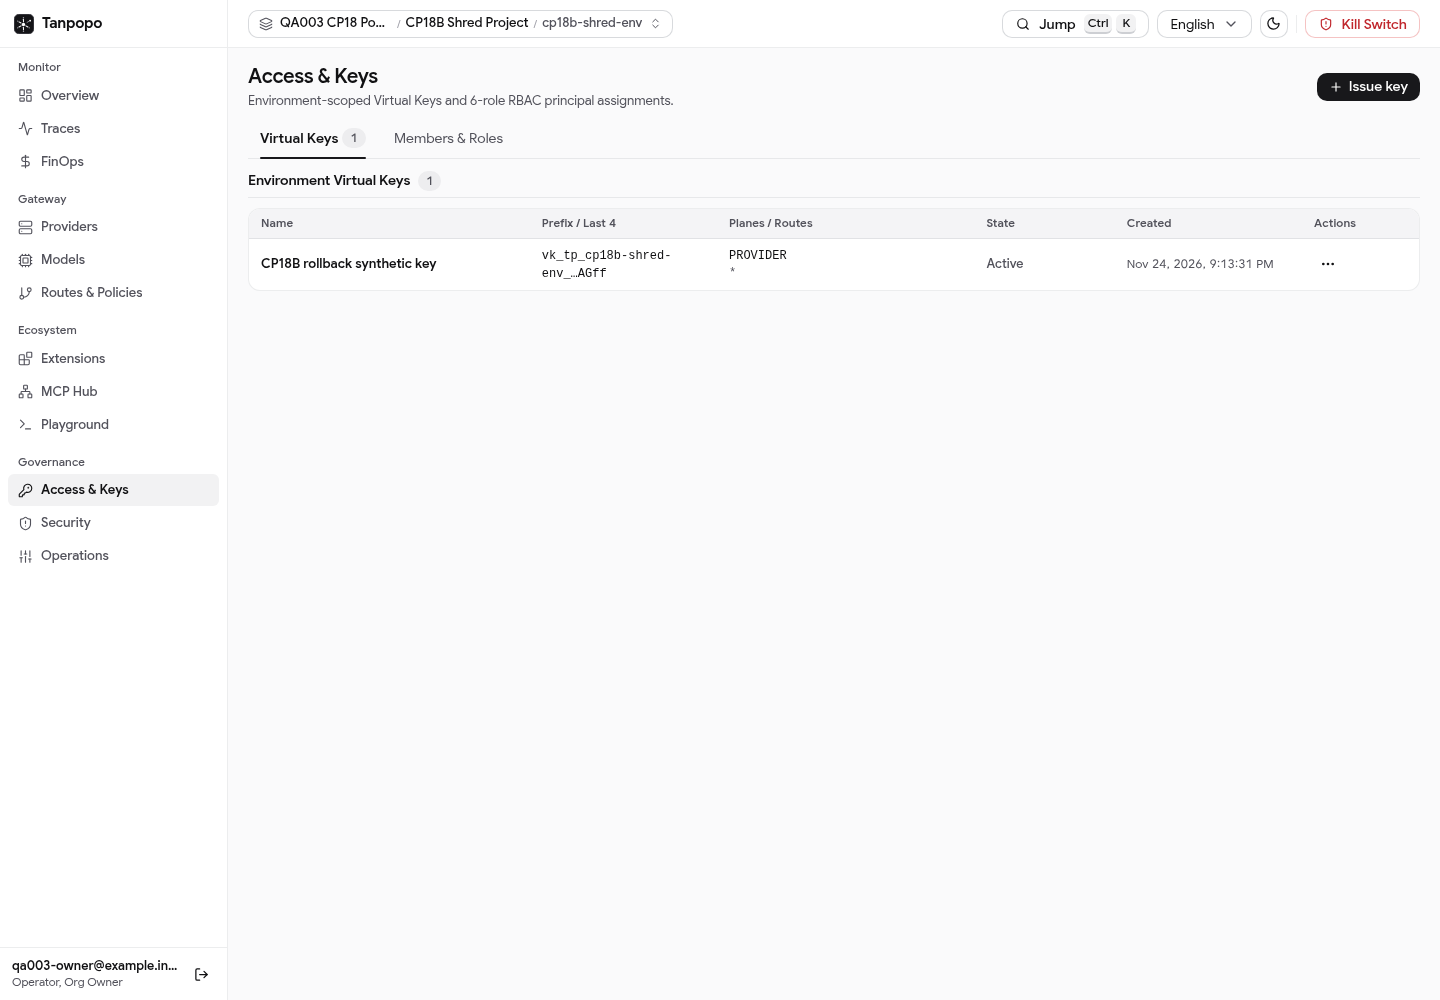 Tanpopo
QA003 CP18 Po... / CP18B Shred Project / cp18b-shred-env
Jump Ctrl K
English
Kill Switch
Monitor
Overview
Traces
FinOps
Gateway
Providers
Models
Routes & Policies
Ecosystem
Extensions
MCP Hub
Playground
Governance
Access & Keys
Security
Operations
qa003-owner@example.in...
Operator, Org Owner
Access & Keys
Environment-scoped Virtual Keys and 6-role RBAC principal assignments.
+ Issue key
Virtual Keys 1
Members & Roles
Environment Virtual Keys 1
Name Prefix / Last 4 Planes / Routes State Created Actions
CP18B rollback synthetic key
vk_tp_cp18b-shred-
env_…AGff
PROVIDER
*
Active
Nov 24, 2026, 9:13:31 PM